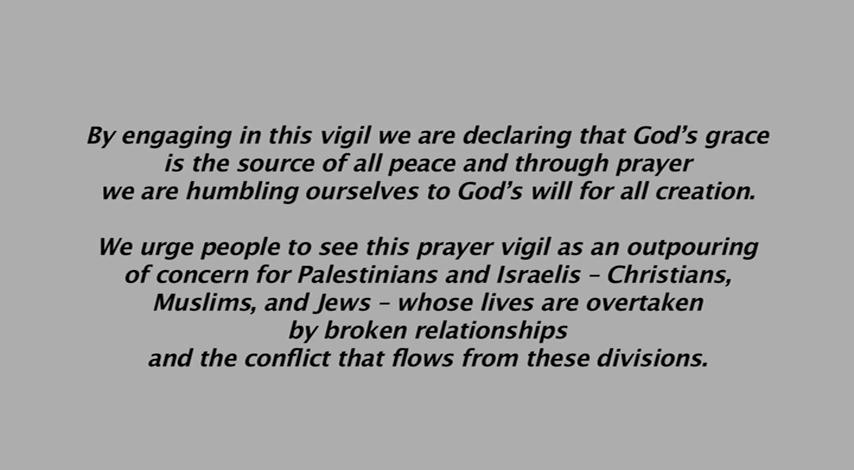 By engaging in this vigil we are declaring that God’s grace
is the source of all peace and through prayer
we are humbling ourselves to God’s will for all creation.
We urge people to see this prayer vigil as an outpouring
of concern for Palestinians and Israelis – Christians,
Muslims, and Jews – whose lives are overtaken
by broken relationships
and the conflict that flows from these divisions.